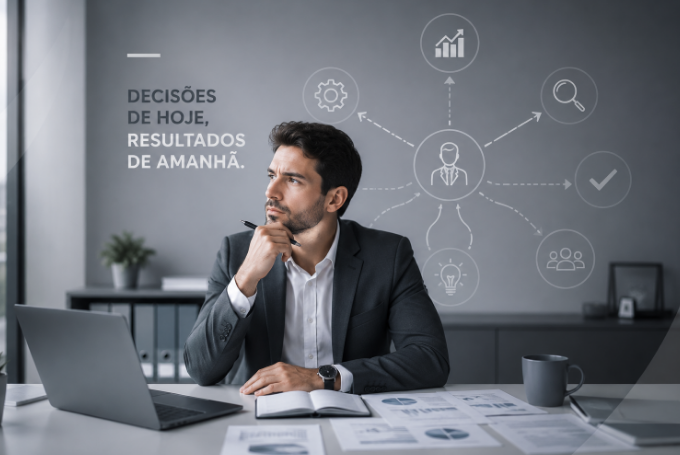 DECISÕES
DE HOJE,
RESULTADOS
DE AMANHÃ.